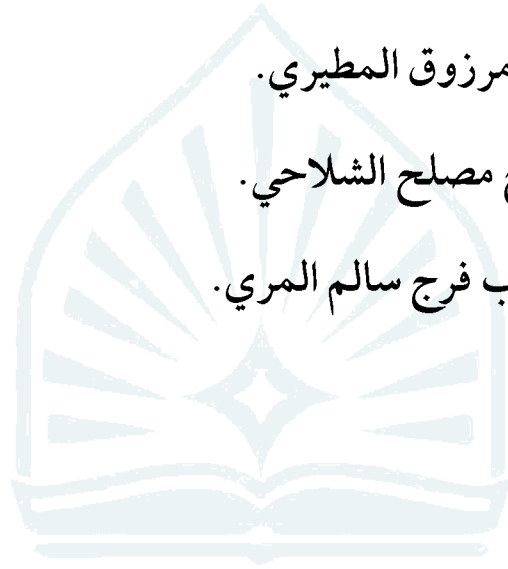 مرزوق المطيري.
مصلح الشلاحي.
فرج سالم المري.